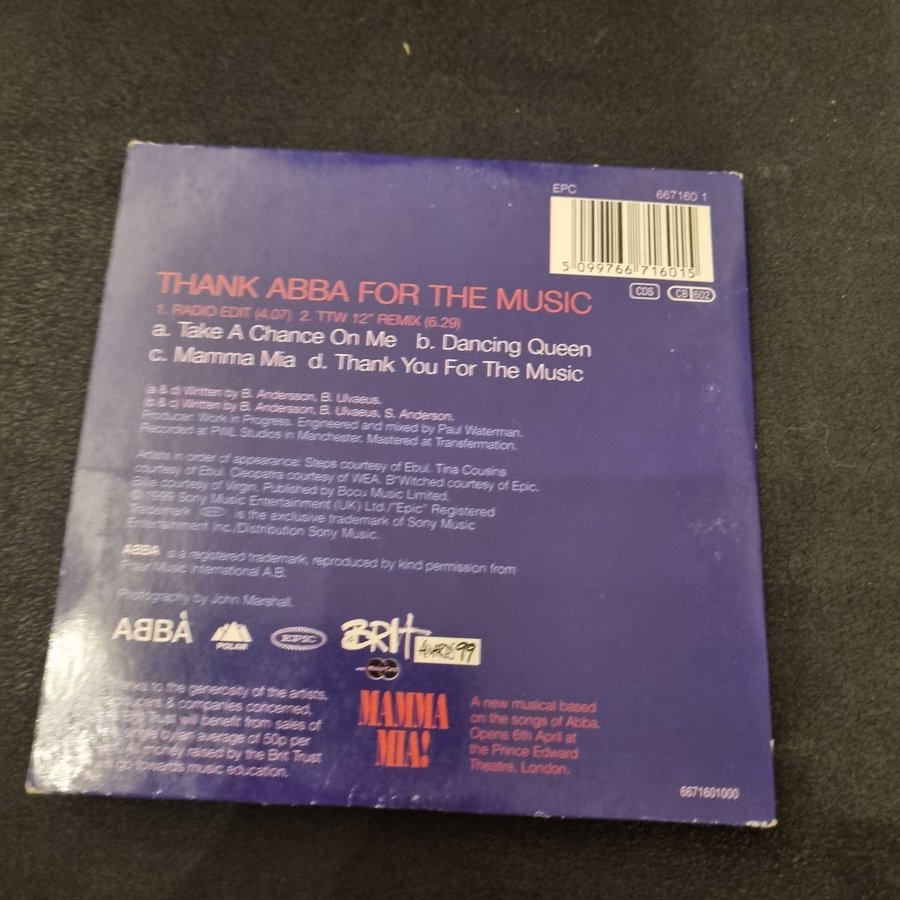 EPC 667160 1
5 099766 716015
CDS CB 802
THANK ABBA FOR THE MUSIC
1. RADIO EDIT (4.07) 2. TTW 12" REMIX (6.29)
a. Take A Chance On Me b. Dancing Queen
c. Mamma Mia d. Thank You For The Music
(a & d) Written by B. Andersson, B. Ulvaeus.
(b & c) Written by B. Andersson, B. Ulvaeus, S. Anderson.
Producer: Work in Progress. Engineered and mixed by Paul Waterman.
Recorded at PWL Studios in Manchester. Mastered at Transfermation.
Artists in order of appearance: Steps courtesy of Ebul. Tina Cousins
courtesy of Ebul. Cleopatra courtesy of WEA. B*Witched courtesy of Epic.
Billie courtesy of Virgin. Published by Bocu Music Limited.
© 1999 Sony Music Entertainment (UK) Ltd./"Epic" Registered
Trademark. EPIC is the exclusive trademark of Sony Music
Entertainment Inc./Distribution Sony Music.
ABBA is a registered trademark, reproduced by kind permission from
Polar Music international A.B.
Photography by John Marshall.
ABBA POLAR EPIC BRIT AWARDS 99
MasterCard
to the generosity of the artists,
& companies concerned,
Trust will benefit from sales of
by an average of 50p per
money raised by the Brit Trust
go towards music education.
MAMMA
MIA!
A new musical based
on the songs of Abba.
Opens 6th April at
the Prince Edward
Theatre, London.
6671601000